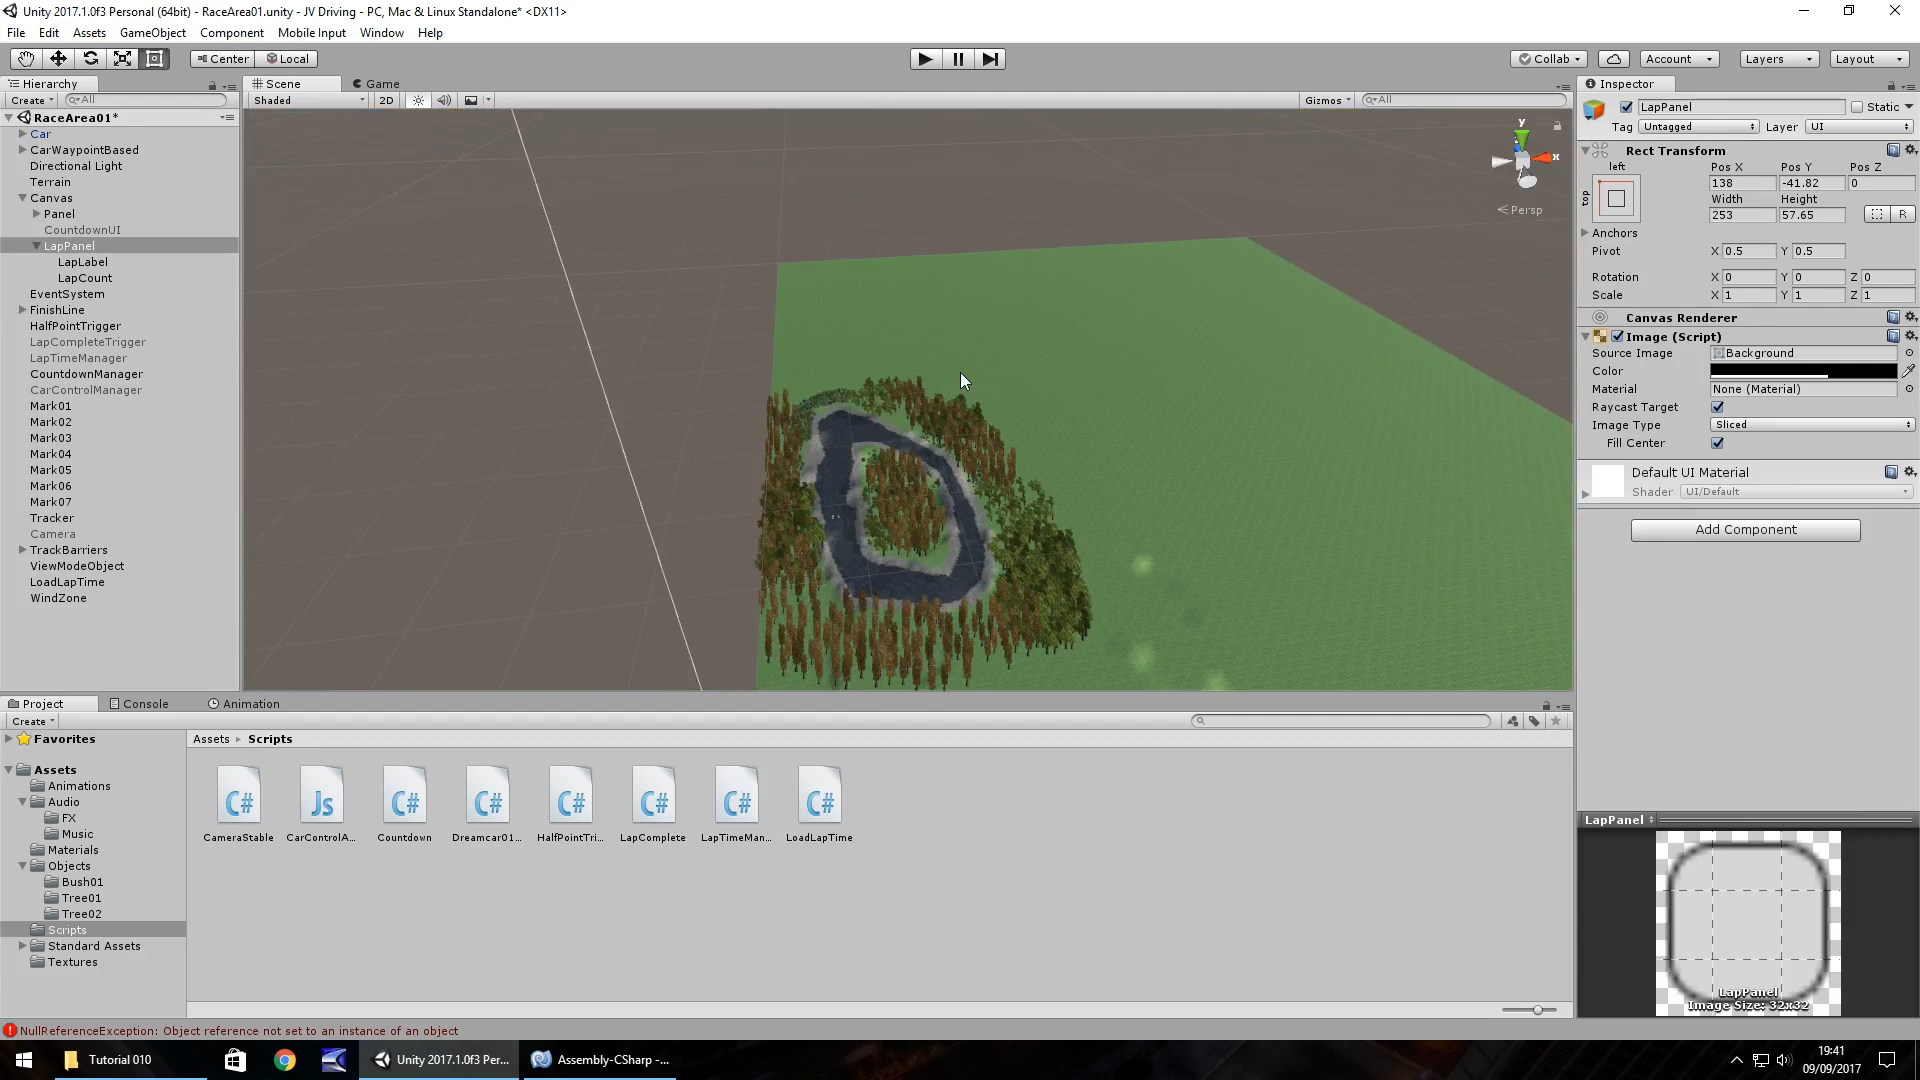 Unity 2017.1.0f3 Personal (64bit) - RaceArea01.unity - JV Driving - PC, Mac & Linux Standalone* <DX11>
File Edit Assets GameObject Component Mobile Input Window Help
Center Local Collab Account Layers Layout
Hierarchy Scene Game Inspector
Create All Shaded 2D Gizmos All
RaceArea01*
Car
CarWaypointBased
Directional Light
Terrain
Canvas
Panel
CountdownUI
LapPanel
LapLabel
LapCount
EventSystem
FinishLine
HalfPointTrigger
LapCompleteTrigger
LapTimeManager
CountdownManager
CarControlManager
Mark01
Mark02
Mark03
Mark04
Mark05
Mark06
Mark07
Tracker
Camera
TrackBarriers
ViewModeObject
LoadLapTime
WindZone
y
x
Persp
LapPanel Static
Tag Untagged Layer UI
Rect Transform
left Pos X Pos Y Pos Z
top 138 -41.82 0
Width Height
253 57.65 R
Anchors
Pivot X 0.5 Y 0.5
Rotation X 0 Y 0 Z 0
Scale X 1 Y 1 Z 1
Canvas Renderer
Image (Script)
Source Image Background
Color
Material None (Material)
Raycast Target
Image Type Sliced
Fill Center
Default UI Material
Shader UI/Default
Add Component
LapPanel
LapPanel
Image Size: 32x32
Project Console Animation
Create
Favorites
Assets
Animations
Audio
FX
Music
Materials
Objects
Bush01
Tree01
Tree02
Scripts
Standard Assets
Textures
Assets Scripts
C# Js C# C# C# C# C# C#
CameraStable CarControlA... Countdown Dreamcar01... HalfPointTri... LapComplete LapTimeMan... LoadLapTime
NullReferenceException: Object reference not set to an instance of an object
Tutorial 010 Unity 2017.1.0f3 Per... Assembly-CSharp -...
19:41
09/09/2017